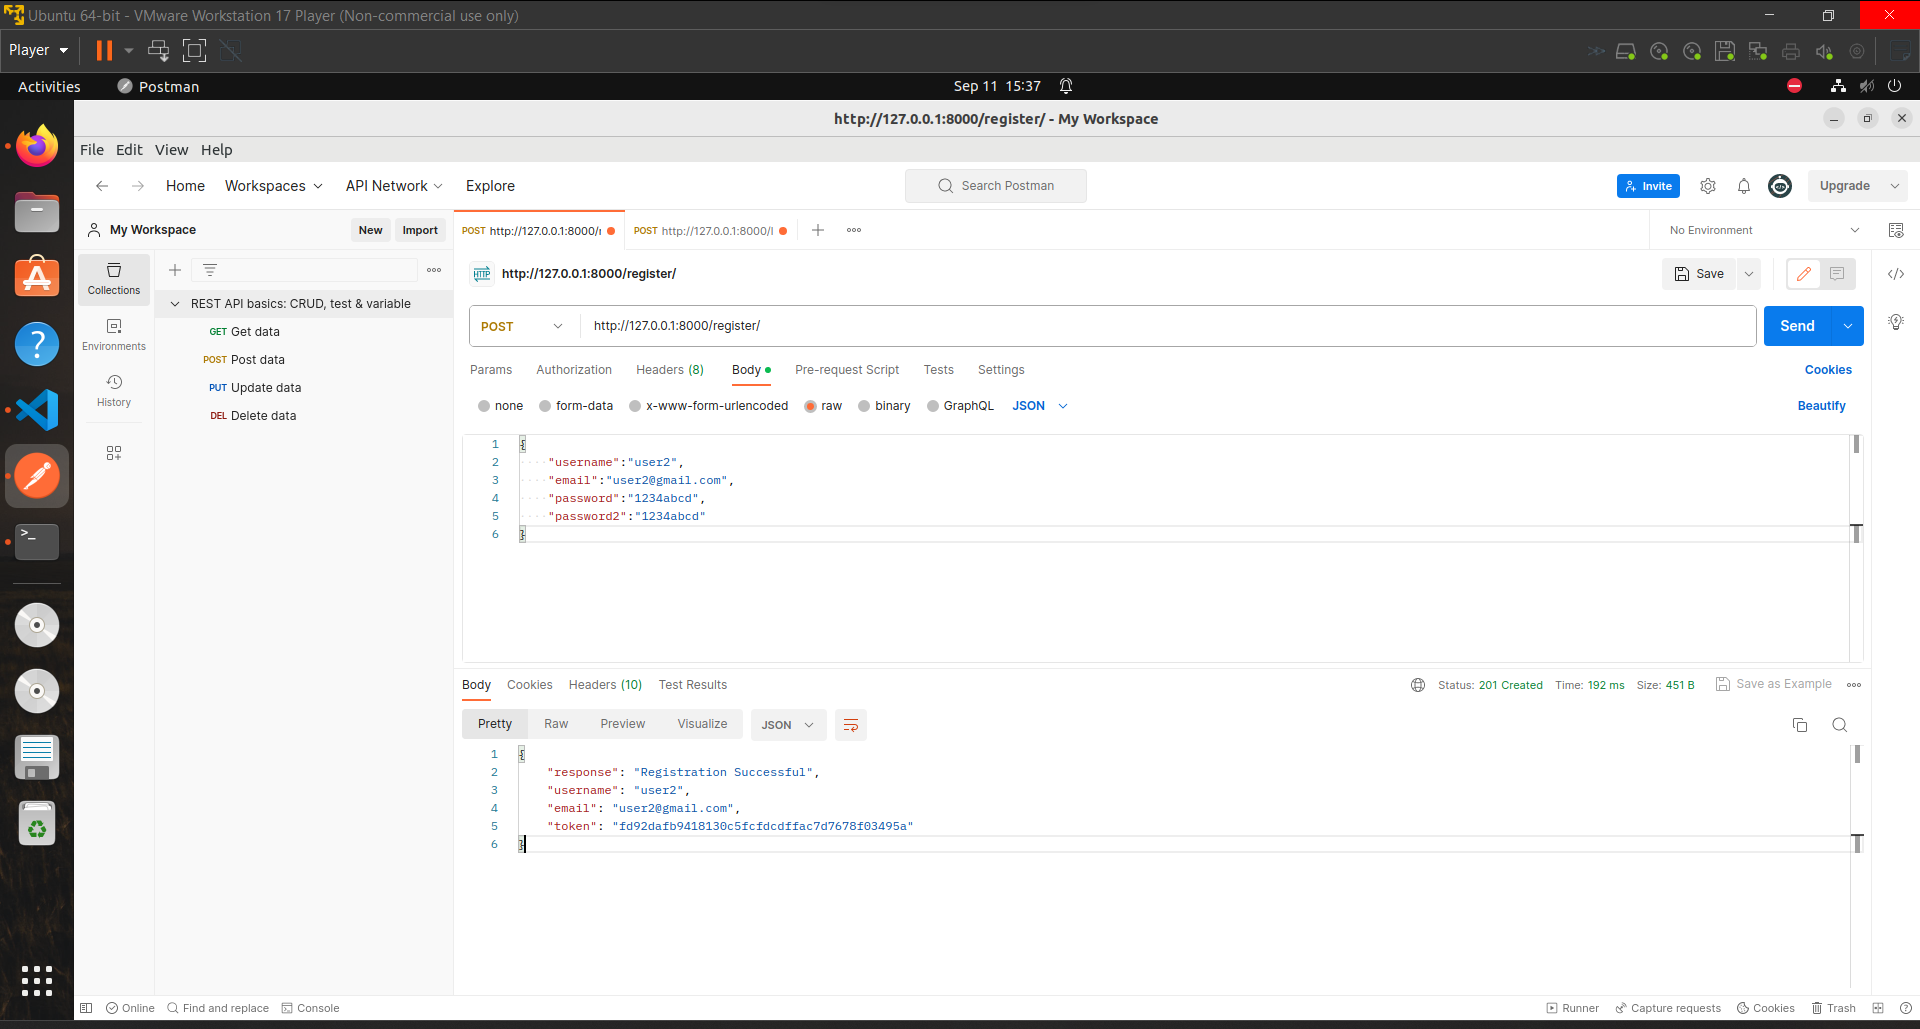 Ubuntu 64-bit - VMware Workstation 17 Player (Non-commercial use only)
Player
Activities
Postman
Sep 11 15:37
http://127.0.0.1:8000/register/ - My Workspace
File Edit View Help
Home Workspaces API Network Explore
Search Postman
Invite
Upgrade
My Workspace
New
Import
POST http://127.0.0.1:8000/r
POST http://127.0.0.1:8000/l
No Environment
Collections
Environments
History
REST API basics: CRUD, test & variable
GET Get data
POST Post data
PUT Update data
DEL Delete data
HTTP http://127.0.0.1:8000/register/
Save
POST
http://127.0.0.1:8000/register/
Send
Params Authorization Headers (8) Body Pre-request Script Tests Settings
Cookies
none form-data x-www-form-urlencoded raw binary GraphQL JSON
Beautify
1 {
2 "username":"user2",
3 "email":"user2@gmail.com",
4 "password":"1234abcd",
5 "password2":"1234abcd"
6 }
Body Cookies Headers (10) Test Results
Status: 201 Created Time: 192 ms Size: 451 B
Save as Example
Pretty Raw Preview Visualize JSON
1 {
2 "response": "Registration Successful",
3 "username": "user2",
4 "email": "user2@gmail.com",
5 "token": "fd92dafb9418130c5fcfdcdffac7d7678f03495a"
6 }
Online Find and replace Console
Runner Capture requests Cookies Trash